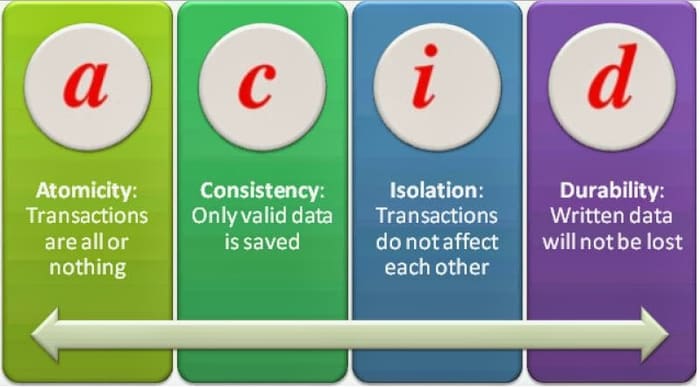 a
Atomicity:
Transactions
are all or
nothing
c
Consistency:
Only valid data
is saved
i
Isolation:
Transactions
do not affect
each other
d
Durability:
Written data
will not be lost